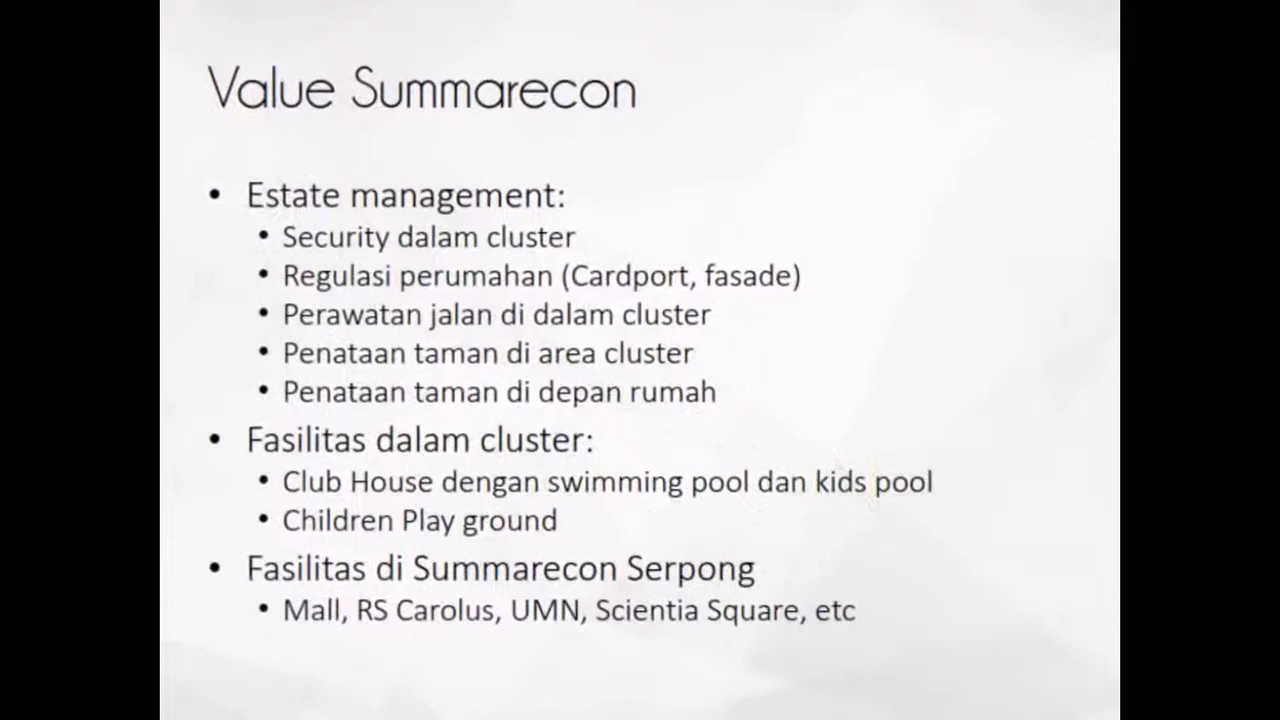 Value Summarecon
• Estate management:
• Security dalam cluster
• Regulasi perumahan (Cardport, fasade)
• Perawatan jalan di dalam cluster
• Penataan taman di area cluster
• Penataan taman di depan rumah
• Fasilitas dalam cluster:
• Club House dengan swimming pool dan kids pool
• Children Play ground
• Fasilitas di Summarecon Serpong
• Mall, RS Carolus, UMN, Scientia Square, etc